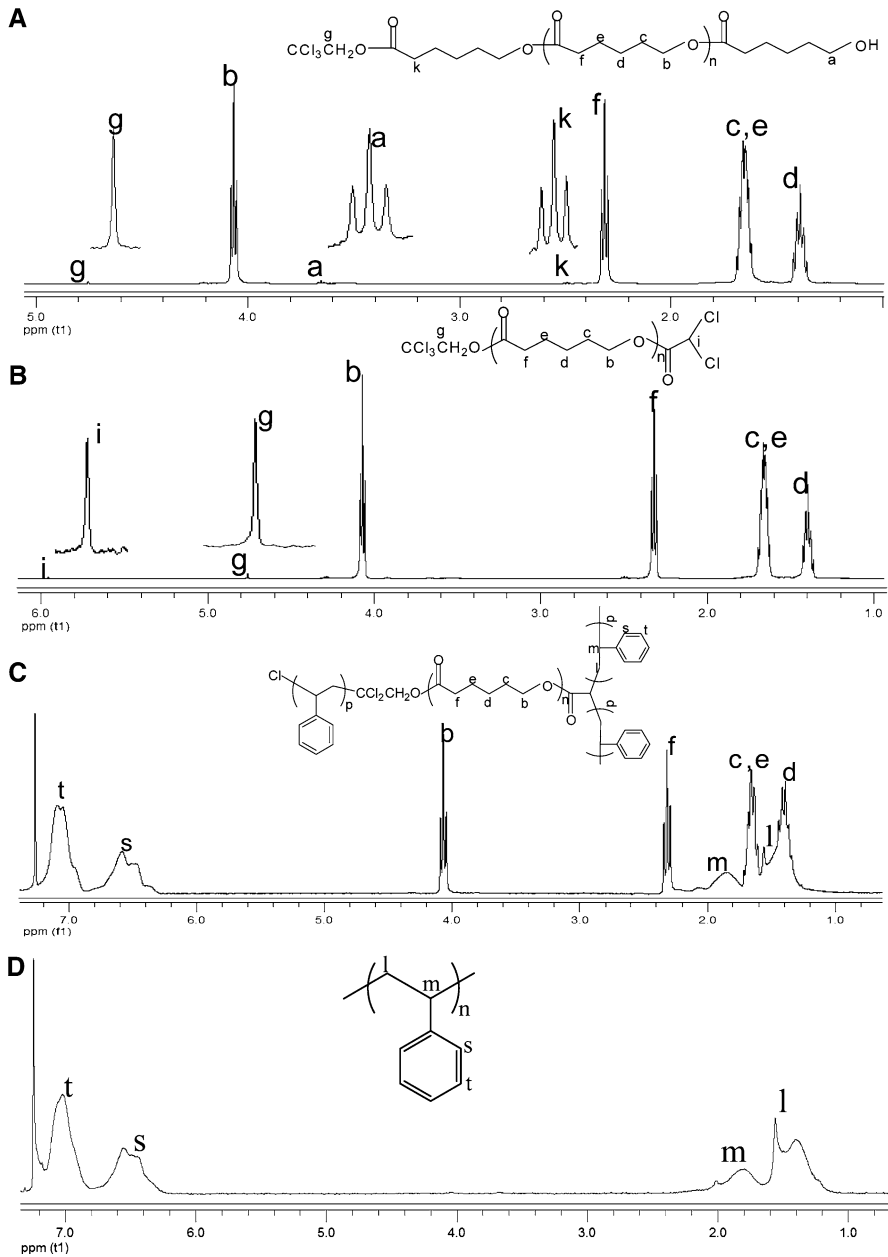 A
g
CCl3CH2O
O
k
O
O
f
e
d
c
b
O
n
O
a
OH
g
b
a
k
f
c,e
d
g
a
k
5.0 4.0 3.0 2.0
ppm (t1)
B
g
CCl3CH2O
O
f
e
d
c
b
O
n
O
i
Cl
Cl
i
g
b
f
c,e
d
i
g
6.0 5.0 4.0 3.0 2.0 1.0
ppm (t1)
C
Cl
p
CCl2CH2O
O
f
e
d
c
b
O
n
O
l
m
p
s
t
p
t
s
b
f
m
c,e
l
d
7.0 6.0 5.0 4.0 3.0 2.0 1.0
ppm (f1)
D
l
m
n
s
t
t
s
m
l
7.0 6.0 5.0 4.0 3.0 2.0 1.0
ppm (t1)